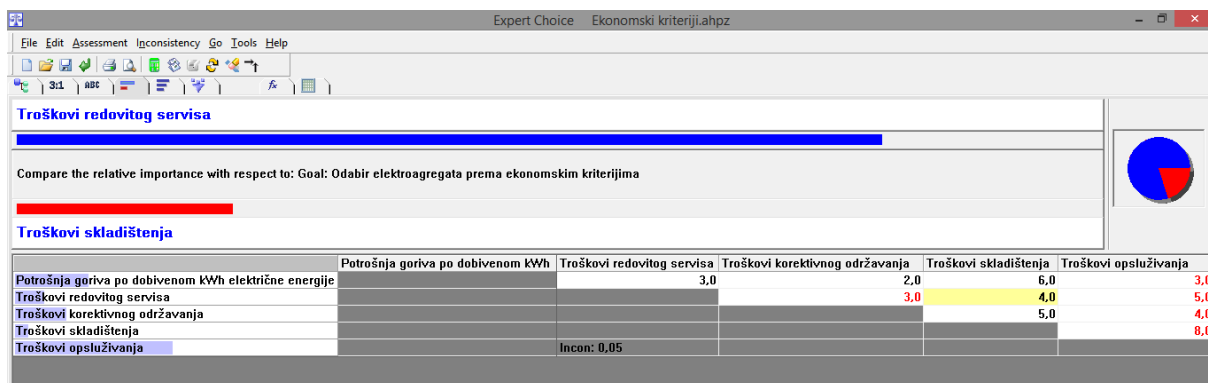 Expert Choice Ekonomski kriteriji.ahpz
File Edit Assessment Inconsistency Go Tools Help
3:1 ABC fx
Troškovi redovitog servisa
Compare the relative importance with respect to: Goal: Odabir elektroagregata prema ekonomskim kriterijima
Troškovi skladištenja
Potrošnja goriva po dobivenom kWh Troškovi redovitog servisa Troškovi korektivnog održavanja Troškovi skladištenja Troškovi opsluživanja
Potrošnja goriva po dobivenom kWh električne energije 3,0 2,0 6,0 3,0
Troškovi redovitog servisa 3,0 4,0 5,0
Troškovi korektivnog održavanja 5,0 4,0
Troškovi skladištenja 8,0
Troškovi opsluživanja Incon: 0,05